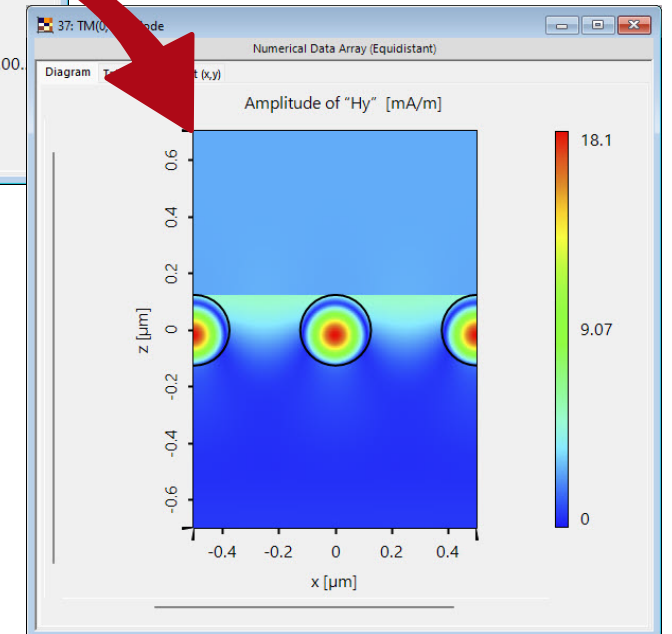 00..
37: TM(0, ode
Numerical Data Array (Equidistant)
Diagram t (x,y)
Amplitude of "Hy" [mA/m]
18.1
9.07
0
z [µm]
0.6
0.4
0.2
0
-0.2
-0.4
-0.6
-0.4 -0.2 0 0.2 0.4
x [µm]